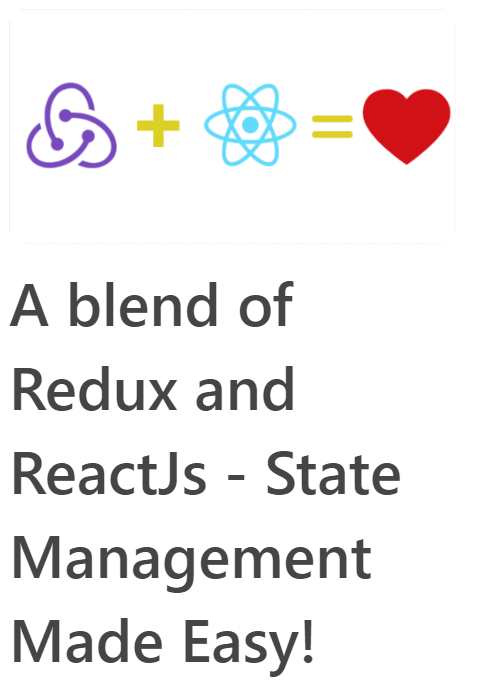 + =
A blend of
Redux and
ReactJs - State
Management
Made Easy!